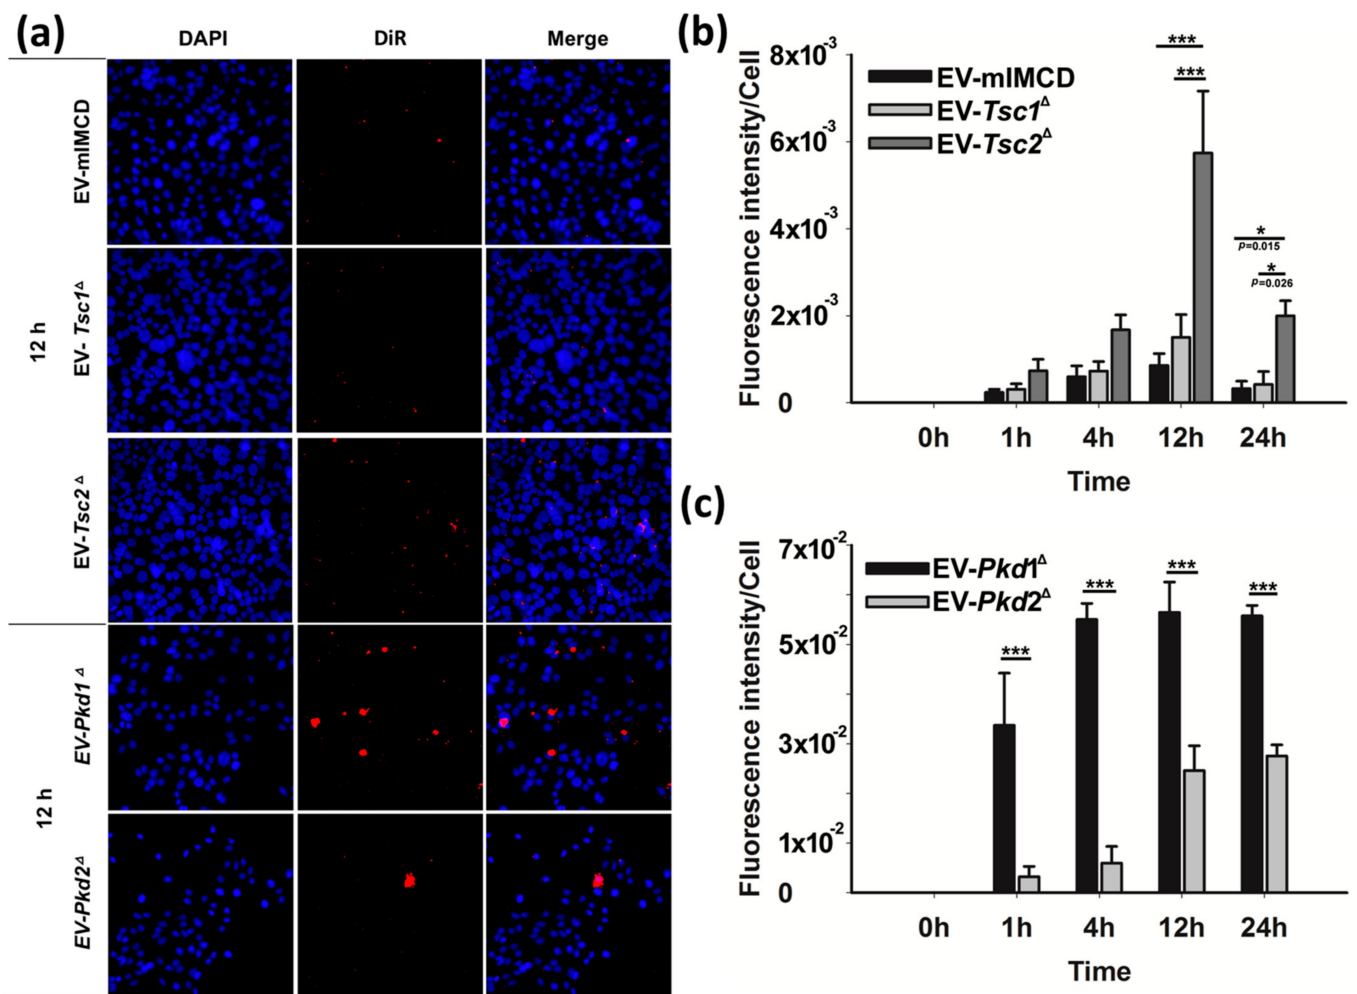 (a)
DAPI
DiR
Merge
12 h
EV-mIMCD
EV- Tsc1Δ
EV-Tsc2 Δ
12 h
EV-Pkd1 Δ
EV-Pkd2Δ
(b)
Fluorescence intensity/Cell
8x10-3
6x10-3
4x10-3
2x10-3
0
EV-mIMCD
EV-Tsc1Δ
EV-Tsc2Δ
***
***
*
p=0.015
*
p=0.026
0h 1h 4h 12h 24h
Time
(c)
Fluorescence intensity/Cell
7x10-2
5x10-2
3x10-2
1x10-2
0
EV-Pkd1Δ
EV-Pkd2Δ
***
***
***
***
0h 1h 4h 12h 24h
Time